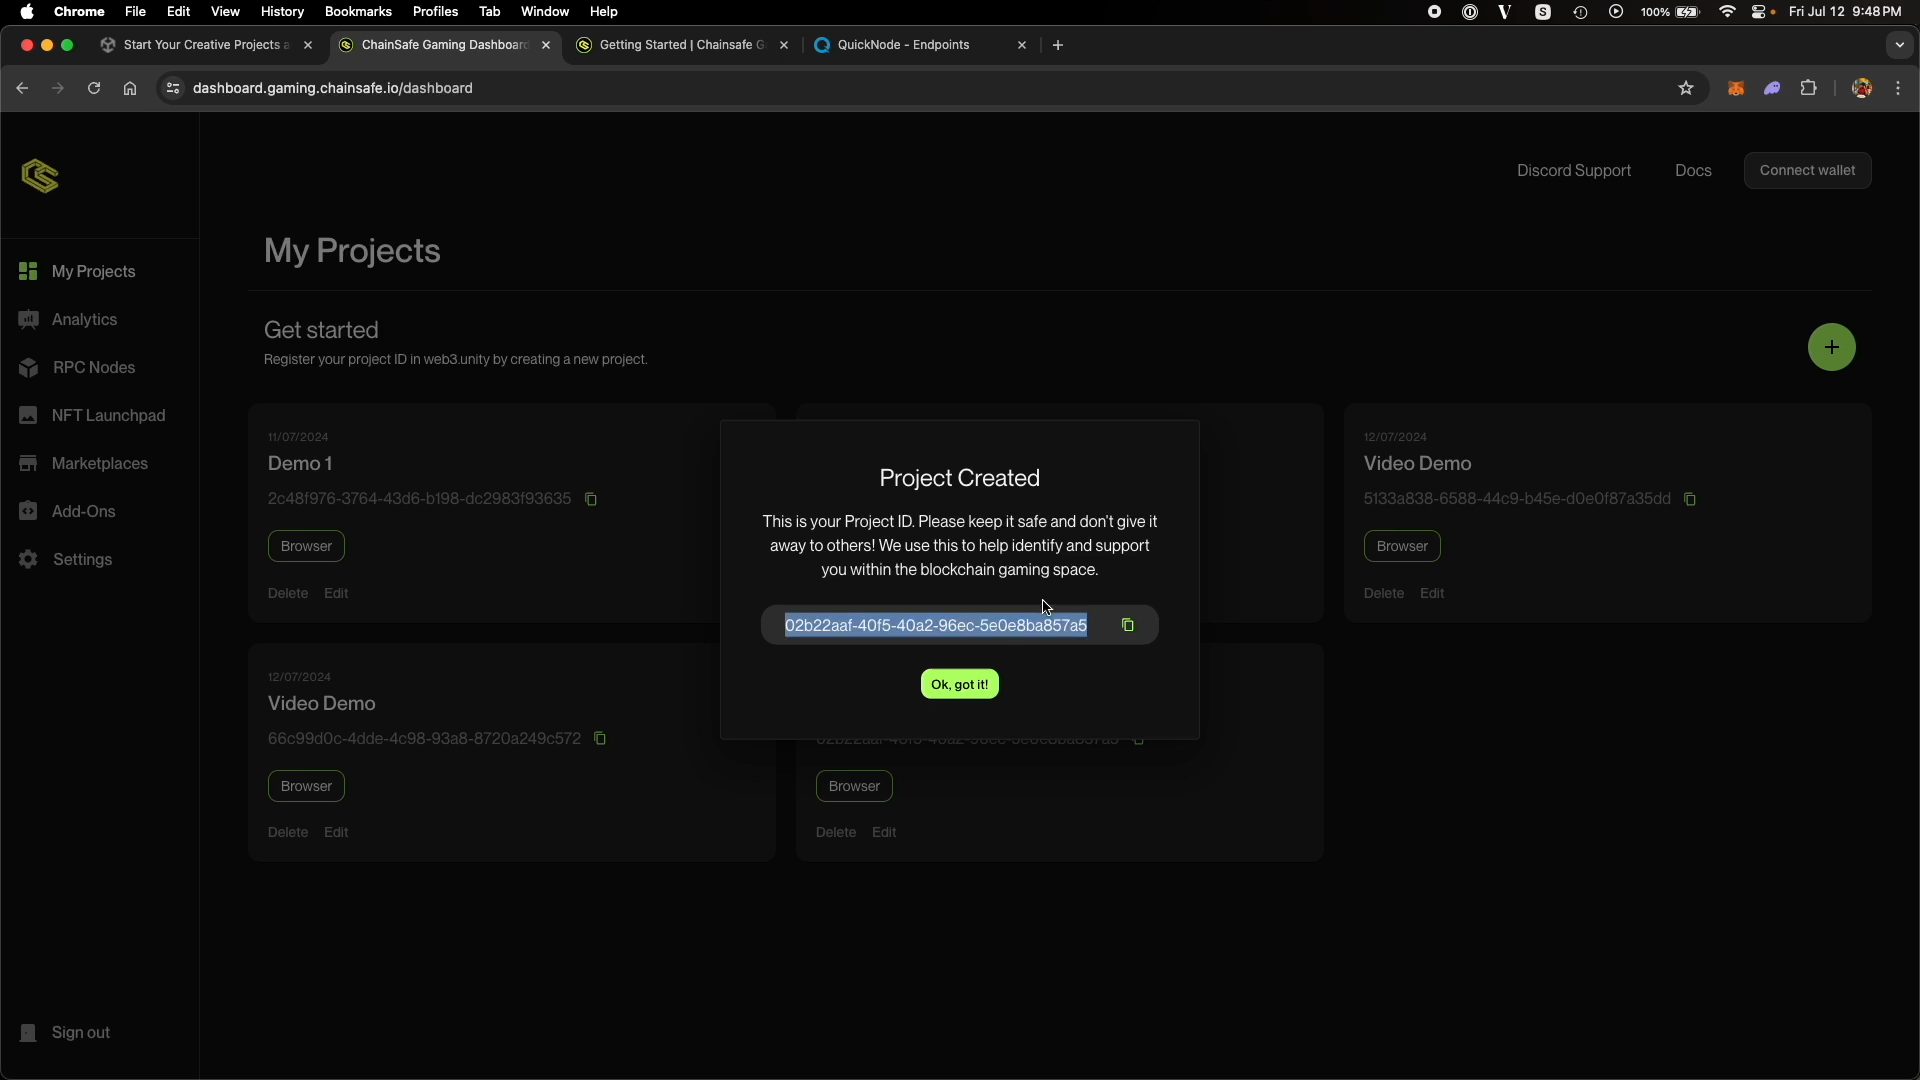 Chrome File Edit View History Bookmarks Profiles Tab Window Help 100% Fri Jul 12 9:48 PM
Start Your Creative Projects a ChainSafe Gaming Dashboard Getting Started | Chainsafe G QuickNode - Endpoints
dashboard.gaming.chainsafe.io/dashboard
Discord Support Docs Connect wallet
My Projects
My Projects
Analytics
RPC Nodes
NFT Launchpad
Marketplaces
Add-Ons
Settings
Sign out
Get started
Register your project ID in web3.unity by creating a new project.
11/07/2024
Demo 1
2c48f976-3764-43d6-b198-dc2983f93635
Browser
Delete Edit
12/07/2024
Video Demo
5133a838-6588-44c9-b45e-d0e0f87a35dd
Browser
Delete Edit
Project Created
This is your Project ID. Please keep it safe and don't give it
away to others! We use this to help identify and support
you within the blockchain gaming space.
02b22aaf-40f5-40a2-96ec-5e0e8ba857a5
Ok, got it!
12/07/2024
Video Demo
66c99d0c-4dde-4c98-93a8-8720a249c572
Browser
Delete Edit
02b22aaf-40f5-40a2-96ec-5e0e8ba857a5
Browser
Delete Edit